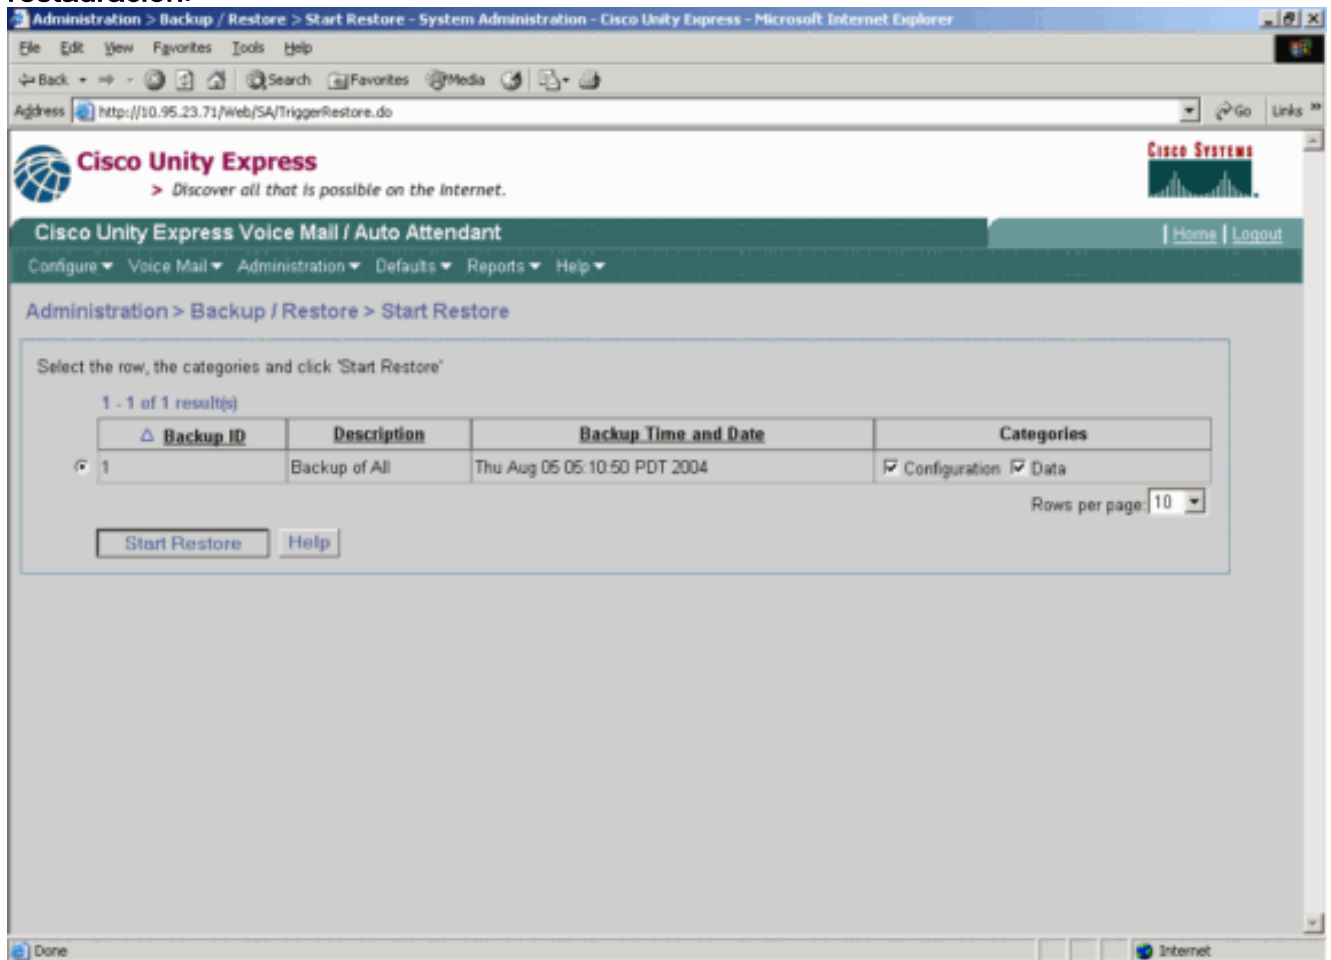 restauración.
Administration > Backup / Restore > Start Restore - System Administration - Cisco Unity Express - Microsoft Internet Explorer
File Edit View Favorites Tools Help
Back Search Favorites Media
Address http://10.95.23.71/Web/SA/TriggerRestore.do Go Links »
Cisco Unity Express
> Discover all that is possible on the Internet.
CISCO SYSTEMS
Cisco Unity Express Voice Mail / Auto Attendant
| Home | Logout
Configure Voice Mail Administration Defaults Reports Help
Administration > Backup / Restore > Start Restore
Select the row, the categories and click 'Start Restore'
1 - 1 of 1 result(s)
Backup ID Description Backup Time and Date Categories
1 Backup of All Thu Aug 05 05:10:50 PDT 2004 Configuration Data
Rows per page: 10
Start Restore Help
Done Internet